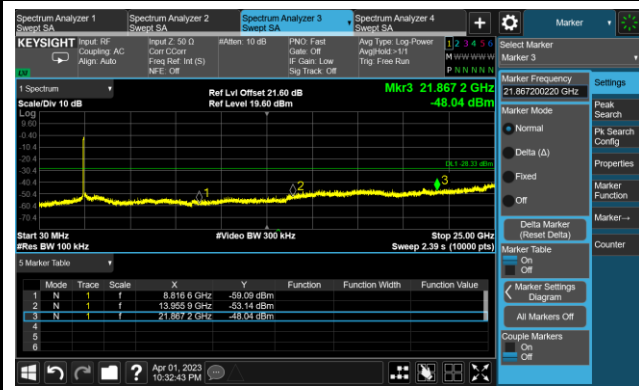 Spectrum Analyzer 1
Swept SA
Spectrum Analyzer 2
Swept SA
Spectrum Analyzer 3
Swept SA
Spectrum Analyzer 4
Swept SA
Marker
KEYSIGHT
Input: RF
Coupling: AC
Align: Auto
Input Z: 50 Ω
Corr CCorr
Freq Ref: Int (S)
NFE: Off
#Atten: 10 dB
PNO: Fast
Gate: Off
IF Gain: Low
Sig Track: Off
Avg Type: Log-Power
Avg|Hold:>1/1
Trig: Free Run
1 2 3 4 5 6
M W W W W W
P N N N N N
LXI
Select Marker
Marker 3
1 Spectrum
Scale/Div 10 dB
Ref Lvl Offset 21.60 dB
Ref Level 19.60 dBm
Mkr3 21.867 2 GHz
-48.04 dBm
Log
9.60
-0.40
-10.4
-20.4
-30.4
-40.4
-50.4
-60.4
-70.4
DL1 -28.33 dBm
1
2
3
Start 30 MHz
#Res BW 100 kHz
#Video BW 300 kHz
Stop 25.00 GHz
Sweep 2.39 s (10000 pts)
5 Marker Table
Mode Trace Scale X Y Function Function Width Function Value
1 N 1 f 8.816 6 GHz -59.09 dBm
2 N 1 f 13.955 9 GHz -53.14 dBm
3 N 1 f 21.867 2 GHz -48.04 dBm
4
5
6
Marker Frequency
21.867200220 GHz
Marker Mode
Normal
Delta (Δ)
Fixed
Off
Delta Marker
(Reset Delta)
Marker Table
On
Off
Marker Settings
Diagram
All Markers Off
Couple Markers
On
Off
Settings
Peak
Search
Pk Search
Config
Properties
Marker
Function
Marker→
Counter
?
Apr 01, 2023
10:32:43 PM